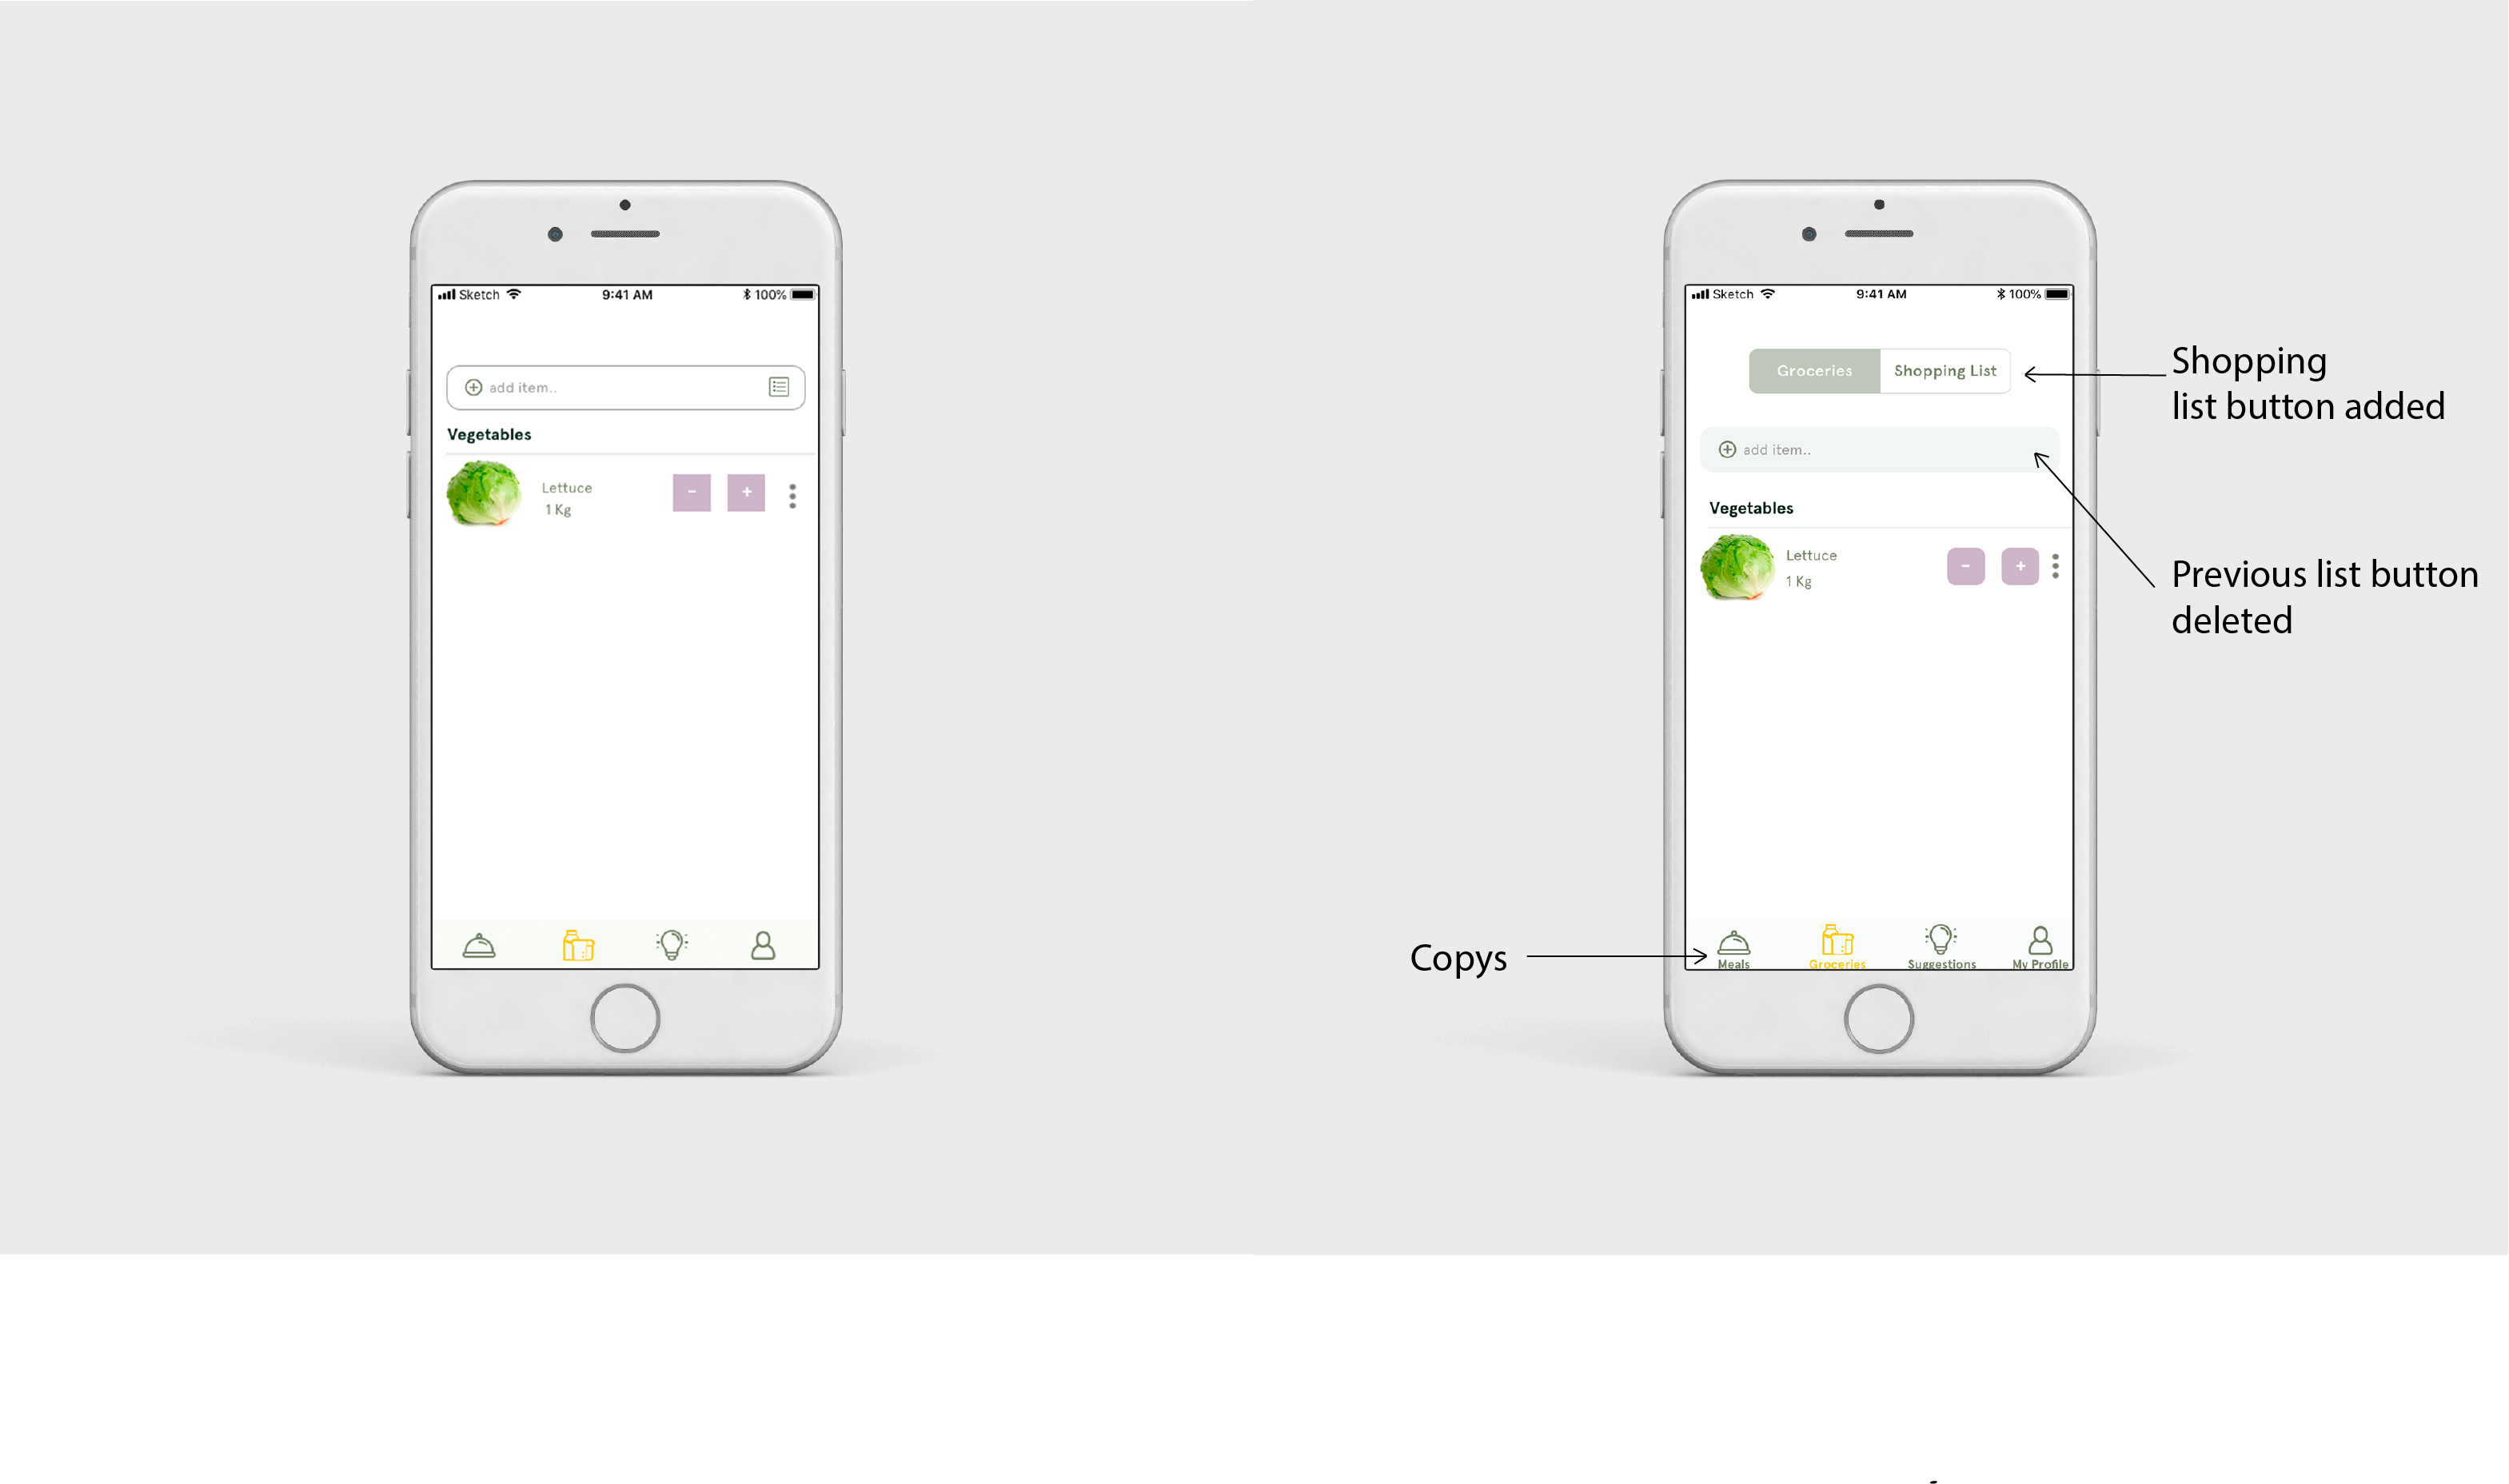 Sketch 9:41 AM 100%
add item..
Vegetables
Lettuce
- +
1 Kg
Sketch 9:41 AM 100%
Groceries Shopping List
add item..
Vegetables
Lettuce
- +
1 Kg
Meals Groceries Suggestions My Profile
Shopping
list button added
Previous list button
deleted
Copys